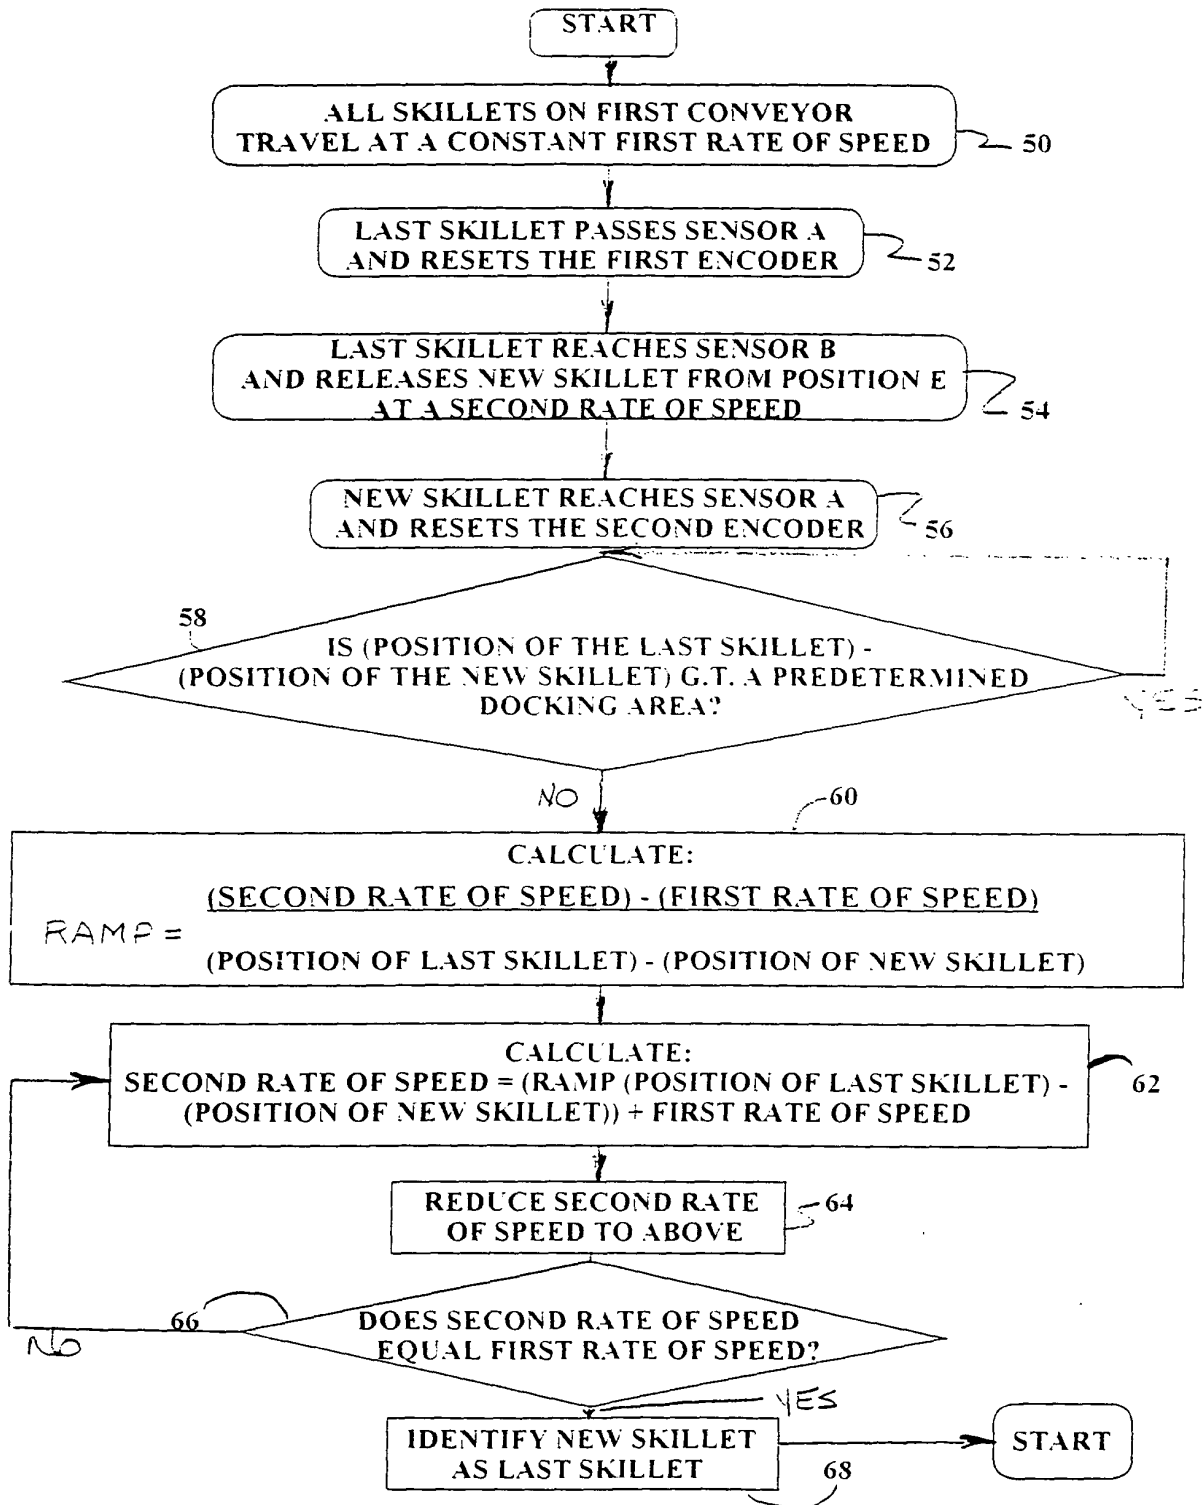 START
ALL SKILLETS ON FIRST CONVEYOR
TRAVEL AT A CONSTANT FIRST RATE OF SPEED
50
LAST SKILLET PASSES SENSOR A
AND RESETS THE FIRST ENCODER
52
LAST SKILLET REACHES SENSOR B
AND RELEASES NEW SKILLET FROM POSITION E
AT A SECOND RATE OF SPEED
54
NEW SKILLET REACHES SENSOR A
AND RESETS THE SECOND ENCODER
56
58
IS (POSITION OF THE LAST SKILLET) -
(POSITION OF THE NEW SKILLET) G.T. A PREDETERMINED
DOCKING AREA?
YES
NO
60
CALCULATE:
(SECOND RATE OF SPEED) - (FIRST RATE OF SPEED)
RAMP =
(POSITION OF LAST SKILLET) - (POSITION OF NEW SKILLET)
CALCULATE:
SECOND RATE OF SPEED = (RAMP (POSITION OF LAST SKILLET) -
(POSITION OF NEW SKILLET)) + FIRST RATE OF SPEED
62
REDUCE SECOND RATE
OF SPEED TO ABOVE
64
66
DOES SECOND RATE OF SPEED
EQUAL FIRST RATE OF SPEED?
NO
YES
IDENTIFY NEW SKILLET
AS LAST SKILLET
68
START